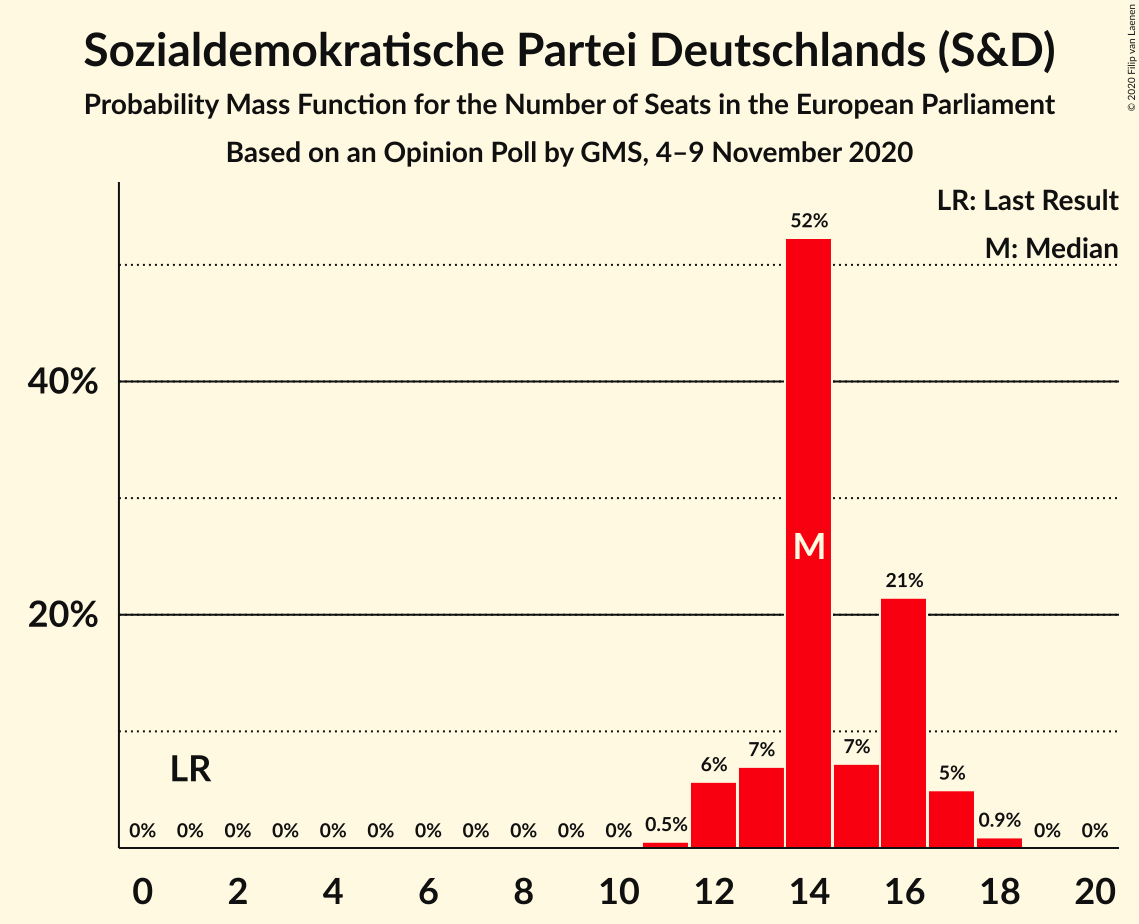 Sozialdemokratische Partei Deutschlands (S&D)
Probability Mass Function for the Number of Seats in the European Parliament
Based on an Opinion Poll by GMS, 4–9 November 2020
© 2020 Filip van Laenen
LR: Last Result
M: Median
52%
40%
M
21%
20%
LR
0% 0% 0% 0% 0% 0% 0% 0% 0% 0% 0% 0.5% 6% 7% 7% 5% 0.9% 0% 0%
0 2 4 6 8 10 12 14 16 18 20